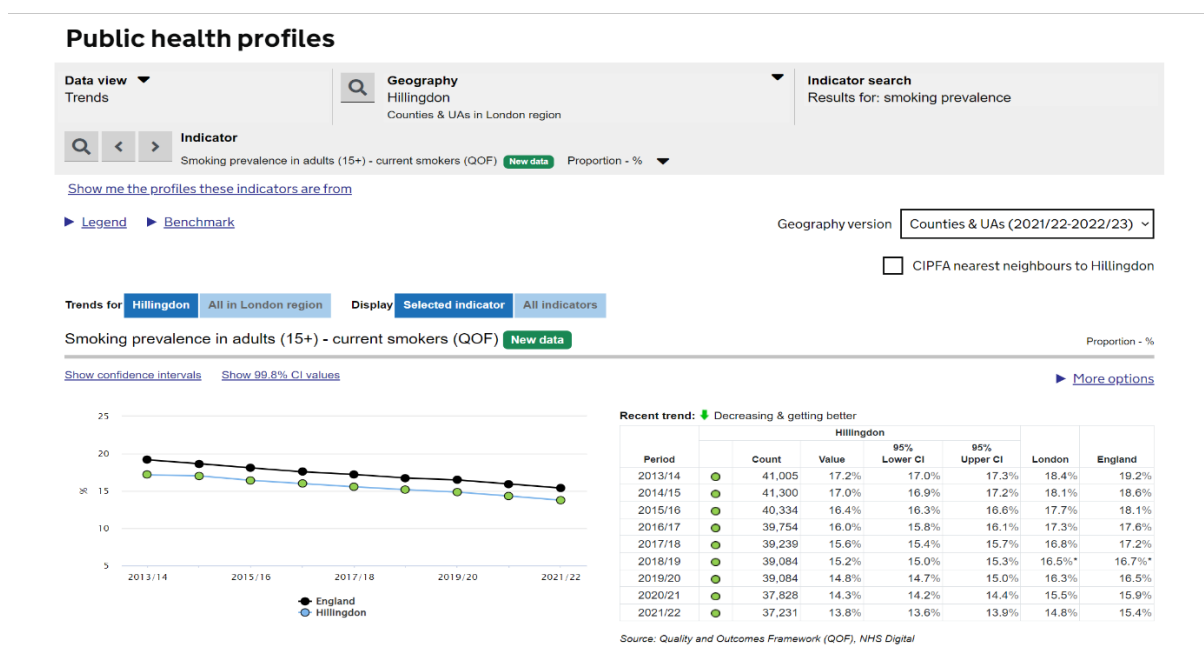 Public health profiles
Data view
Trends
Geography
Hillingdon
Counties & UAs in London region
Indicator search
Results for: smoking prevalence
Indicator
Smoking prevalence in adults (15+) - current smokers (QOF) New data Proportion - %
Show me the profiles these indicators are from
Legend Benchmark
Geography version Counties & UAs (2021/22-2022/23)
CIPFA nearest neighbours to Hillingdon
Trends for Hillingdon All in London region Display Selected indicator All indicators
Smoking prevalence in adults (15+) - current smokers (QOF) New data
Proportion - %
Show confidence intervals Show 99.8% CI values
More options
25
20
15
10
5
%
2013/14 2015/16 2017/18 2019/20 2021/22
England
Hillingdon
Recent trend: Decreasing & getting better
Hillingdon
Period Count Value 95% Lower CI 95% Upper CI London England
2013/14 41,005 17.2% 17.0% 17.3% 18.4% 19.2%
2014/15 41,300 17.0% 16.9% 17.2% 18.1% 18.6%
2015/16 40,334 16.4% 16.3% 16.6% 17.7% 18.1%
2016/17 39,754 16.0% 15.8% 16.1% 17.3% 17.6%
2017/18 39,239 15.6% 15.4% 15.7% 16.8% 17.2%
2018/19 39,084 15.2% 15.0% 15.3% 16.5%* 16.7%*
2019/20 39,084 14.8% 14.7% 15.0% 16.3% 16.5%
2020/21 37,828 14.3% 14.2% 14.4% 15.5% 15.9%
2021/22 37,231 13.8% 13.6% 13.9% 14.8% 15.4%
Source: Quality and Outcomes Framework (QOF), NHS Digital